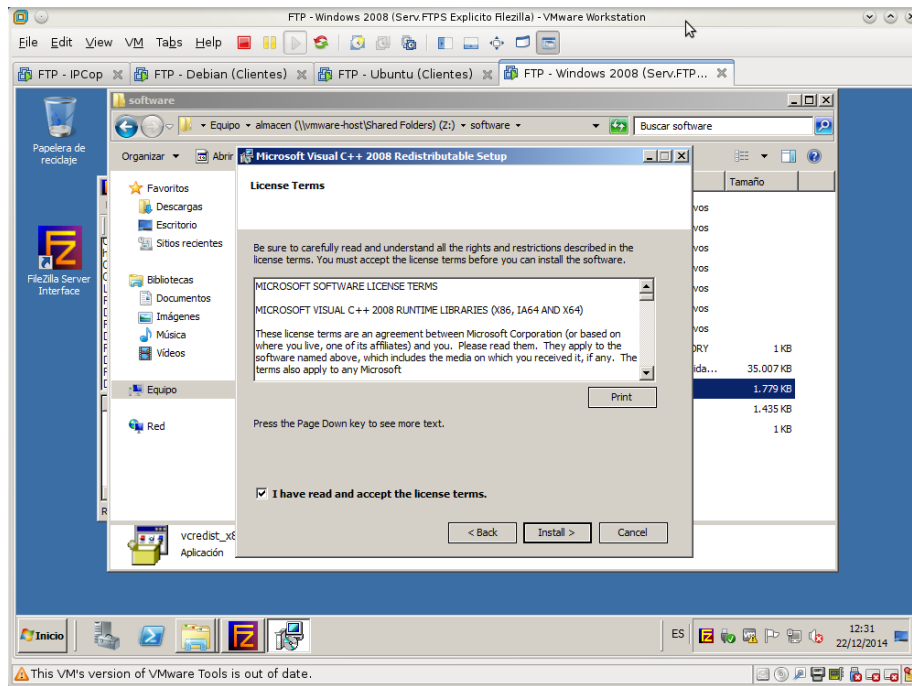 FTP - Windows 2008 (Serv.FTPS Explicito Filezilla) - VMware Workstation
File Edit View VM Tabs Help
FTP - IPCop
FTP - Debian (Clientes)
FTP - Ubuntu (Clientes)
FTP - Windows 2008 (Serv.FTP...
Papelera de
reciclaje
FileZilla Server
Interface
software
Equipo
almacen (\\vmware-host\Shared Folders) (Z:)
software
Buscar software
Organizar
Abrir
Favoritos
Descargas
Escritorio
Sitios recientes
Bibliotecas
Documentos
Imágenes
Música
Vídeos
Equipo
Red
Tamaño
vos
vos
vos
vos
vos
vos
vos
DRY 1 KB
ida... 35.007 KB
1.779 KB
1.435 KB
1 KB
Microsoft Visual C++ 2008 Redistributable Setup
License Terms
Be sure to carefully read and understand all the rights and restrictions described in the
license terms. You must accept the license terms before you can install the software.
MICROSOFT SOFTWARE LICENSE TERMS
MICROSOFT VISUAL C++ 2008 RUNTIME LIBRARIES (X86, IA64 AND X64)
These license terms are an agreement between Microsoft Corporation (or based on
where you live, one of its affiliates) and you. Please read them. They apply to the
software named above, which includes the media on which you received it, if any. The
terms also apply to any Microsoft
Print
Press the Page Down key to see more text.
I have read and accept the license terms.
< Back
Install >
Cancel
vcredist_x8
Aplicación
Inicio
ES
12:31
22/12/2014
This VM's version of VMware Tools is out of date.